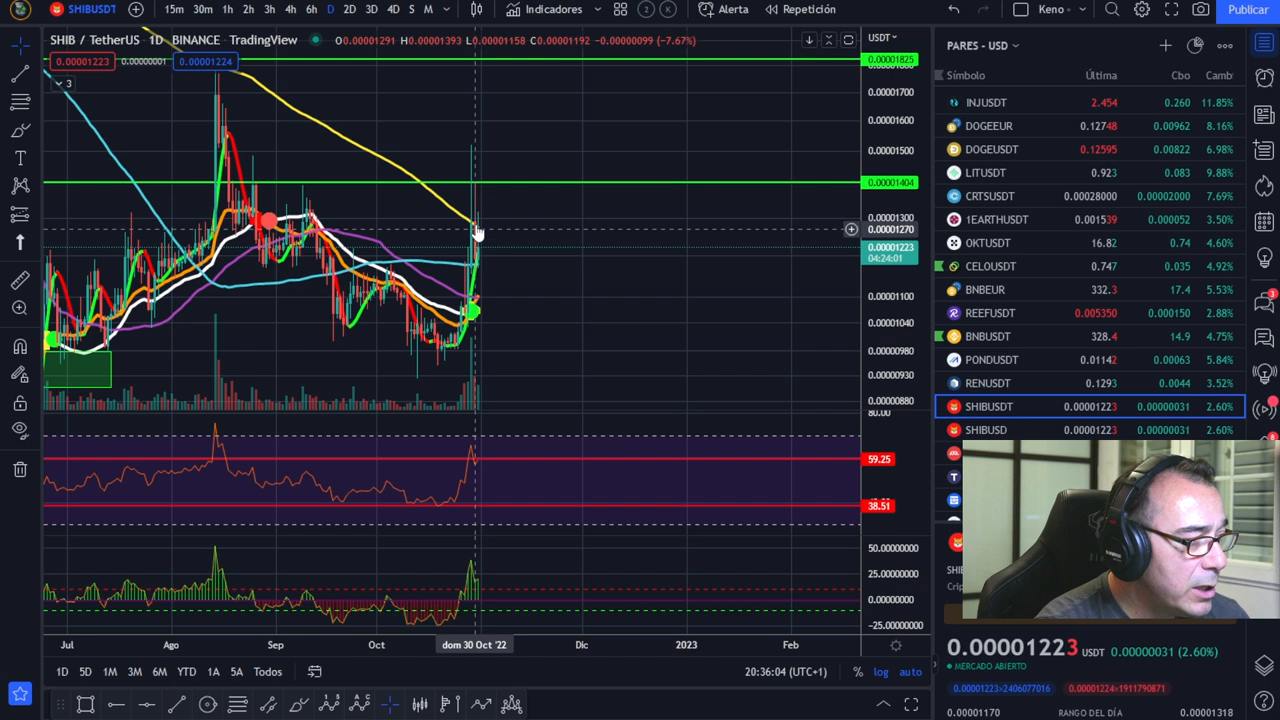 SHIBUSDT
15m 30m 1h 2h 3h 4h 6h D 2D 3D 4D S M
Indicadores
2 K
Alerta
Repetición
Keno
Publicar
SHIB / TetherUS 1D BINANCE TradingView
O0.00001291 H0.00001393 L0.00001158 C0.00001192 -0.00000099 (-7.67%)
0.00001223 0.00000001 0.00001224
3
USDT
0.00001825
0.00001700
0.00001600
0.00001500
0.00001404
0.00001300
0.00001270
0.00001223
04:24:01
0.00001100
0.00001040
0.00000980
0.00000930
0.00000880
80.00
59.25
38.51
50.00000000
25.00000000
0.00000000
-25.00000000
Jul Ago Sep Oct dom 30 Oct '22 Dic 2023 Feb
1D 5D 1M 3M 6M YTD 1A 5A Todos
20:36:04 (UTC+1)
% log auto
PARES - USD
Símbolo Última Cbo Camb
INJUSDT 2.454 0.260 11.85%
DOGEEUR 0.12748 0.00962 8.16%
DOGEUSDT 0.12595 0.00822 6.98%
LITUSDT 0.923 0.083 9.88%
CRTSUSDT 0.00028000 0.00002000 7.69%
1EARTHUSDT 0.001539 0.000052 3.50%
OKTUSDT 16.82 0.74 4.60%
CELOUSDT 0.747 0.035 4.92%
BNBEUR 332.3 17.4 5.53%
REEFUSDT 0.005350 0.000150 2.88%
BNBUSDT 328.4 14.9 4.75%
PONDUSDT 0.01142 0.00063 5.84%
RENUSDT 0.1293 0.0044 3.52%
SHIBUSDT 0.00001223 0.00000031 2.60%
SHIBUSD 0.00001223 0.00000031 2.60%
0.00001223 USDT 0.00000031 (2.60%)
MERCADO ABIERTO
0.00001223×2406077016 0.00001224×1911790871
0.00001170 RANGO DEL DÍA 0.00001318